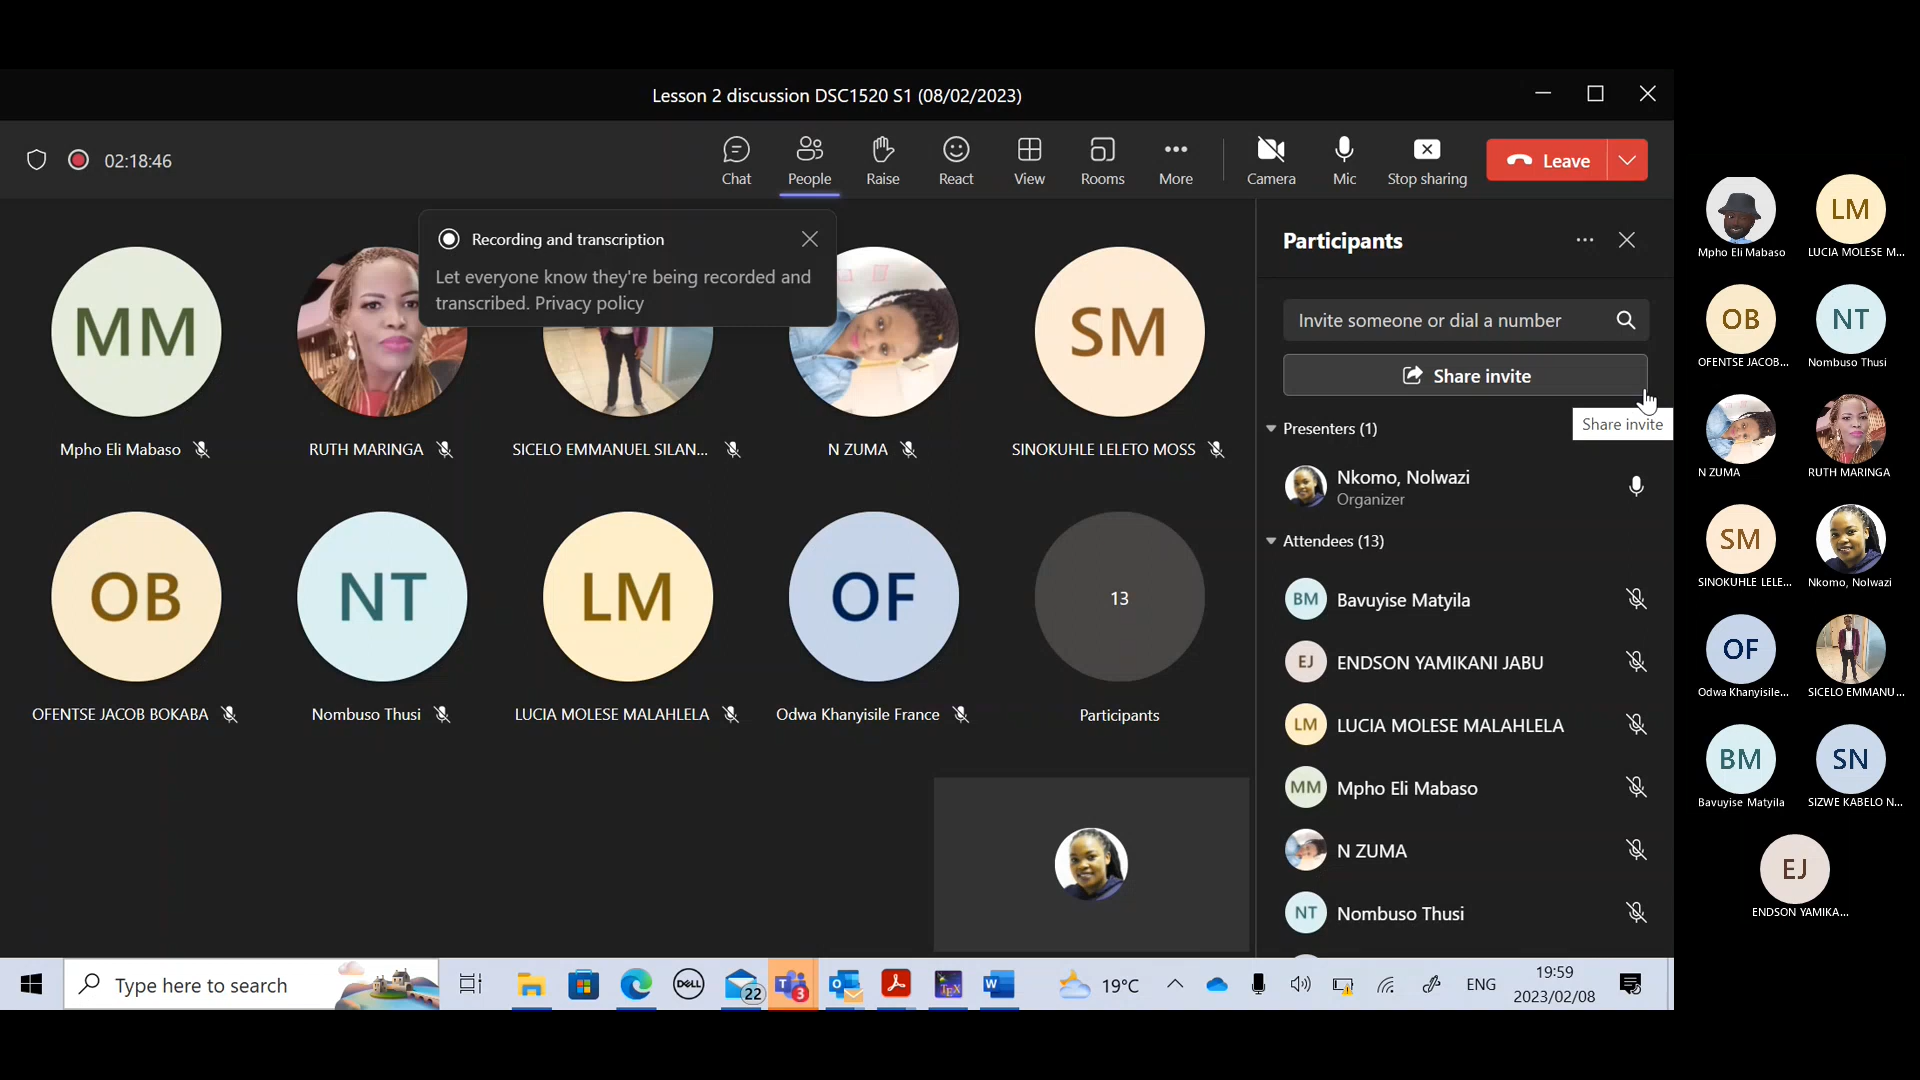 Lesson 2 discussion DSC1520 S1 (08/02/2023)
02:18:46
Chat
People
Raise
React
View
Rooms
More
Camera
Mic
Stop sharing
Leave
Recording and transcription
Let everyone know they're being recorded and
transcribed. Privacy policy
MM
SM
Mpho Eli Mabaso
RUTH MARINGA
SICELO EMMANUEL SILAN...
N ZUMA
SINOKUHLE LELETO MOSS
OB
NT
LM
OF
13
OFENTSE JACOB BOKABA
Nombuso Thusi
LUCIA MOLESE MALAHLELA
Odwa Khanyisile France
Participants
Participants
Invite someone or dial a number
Share invite
Share invite
Presenters (1)
Nkomo, Nolwazi
Organizer
Attendees (13)
BM Bavuyise Matyila
EJ ENDSON YAMIKANI JABU
LM LUCIA MOLESE MALAHLELA
MM Mpho Eli Mabaso
N ZUMA
NT Nombuso Thusi
LM
Mpho Eli Mabaso
LUCIA MOLESE M...
OB
NT
OFENTSE JACOB...
Nombuso Thusi
N ZUMA
RUTH MARINGA
SM
SINOKUHLE LELE...
Nkomo, Nolwazi
OF
Odwa Khanyisile...
SICELO EMMANU...
BM
SN
Bavuyise Matyila
SIZWE KABELO N...
EJ
ENDSON YAMIKA...
Type here to search
DELL
22
T
3
O
TEX
W
19°C
ENG
19:59
2023/02/08